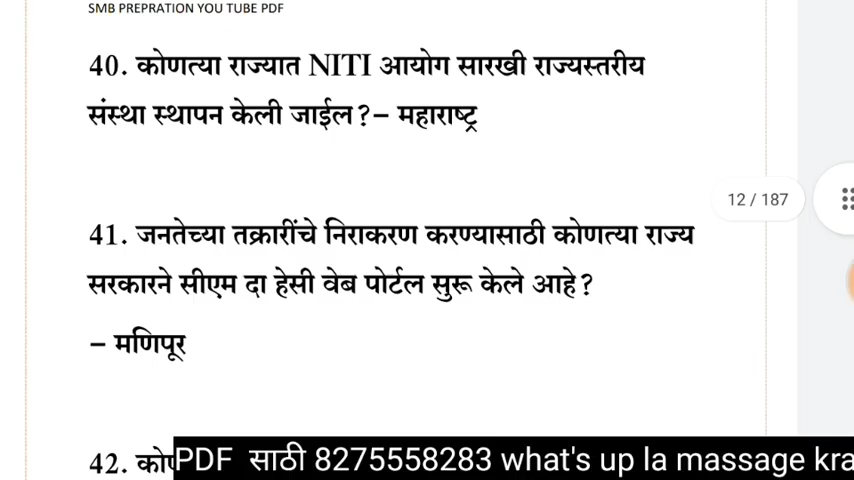 SMB PREPRATION YOU TUBE PDF
40. कोणत्या राज्यात NITI आयोग सारखी राज्यस्तरीय
संस्था स्थापन केली जाईल?– महाराष्ट्र
12 / 187
41. जनतेच्या तक्रारींचे निराकरण करण्यासाठी कोणत्या राज्य
सरकारने सीएम दा हेसी वेब पोर्टल सुरू केले आहे?
– मणिपूर
42.
PDF साठी 8275558283 what's up la massage kra